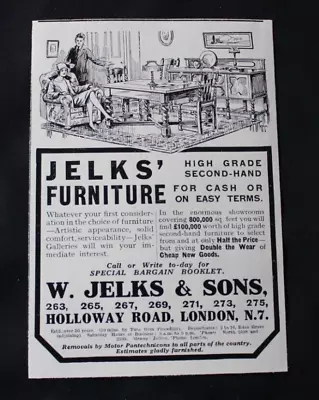 JELKS'
FURNITURE
HIGH GRADE
SECOND-HAND
FOR CASH OR
ON EASY TERMS.
Whatever your first consider-
ation in the choice of furniture
—Artistic appearance, solid
comfort, serviceability—Jelks'
Galleries will win your im-
mediate interest.
In the enormous showrooms
covering 800,000 sq. feet you will
find £100,000 worth of high grade
second-hand furniture to select
from and at only Half the Price—
but giving Double the Wear of
Cheap New Goods.
Call or Write to-day for
SPECIAL BARGAIN BOOKLET.
W. JELKS & SONS,
263, 265, 267, 269, 271, 273, 275,
HOLLOWAY ROAD, LONDON, N.7.
Estd. over 50 years.
Removals by Motor Pantechnicons to all parts of the country.
Estimates gladly furnished.